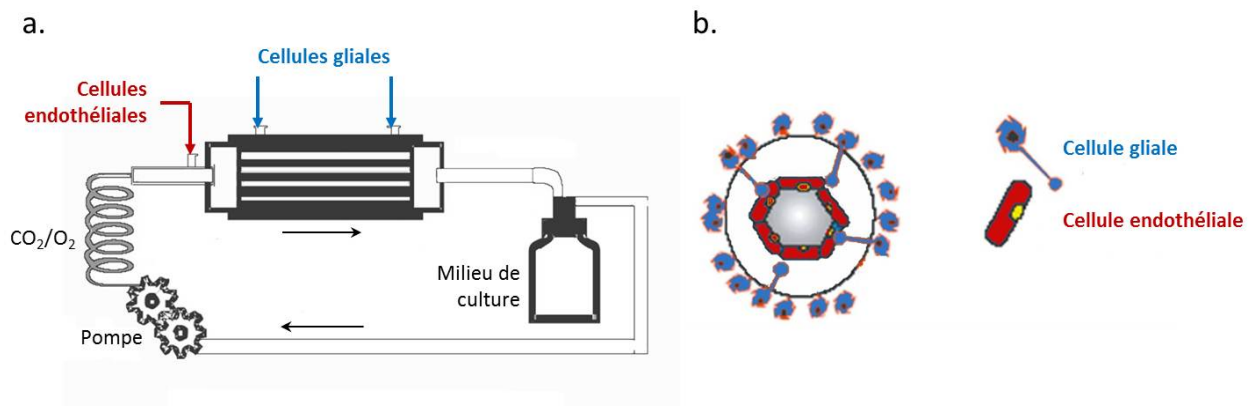 a.
Cellules gliales
Cellules
endothéliales
CO₂/O₂
Pompe
Milieu de
culture
b.
Cellule gliale
Cellule endothéliale